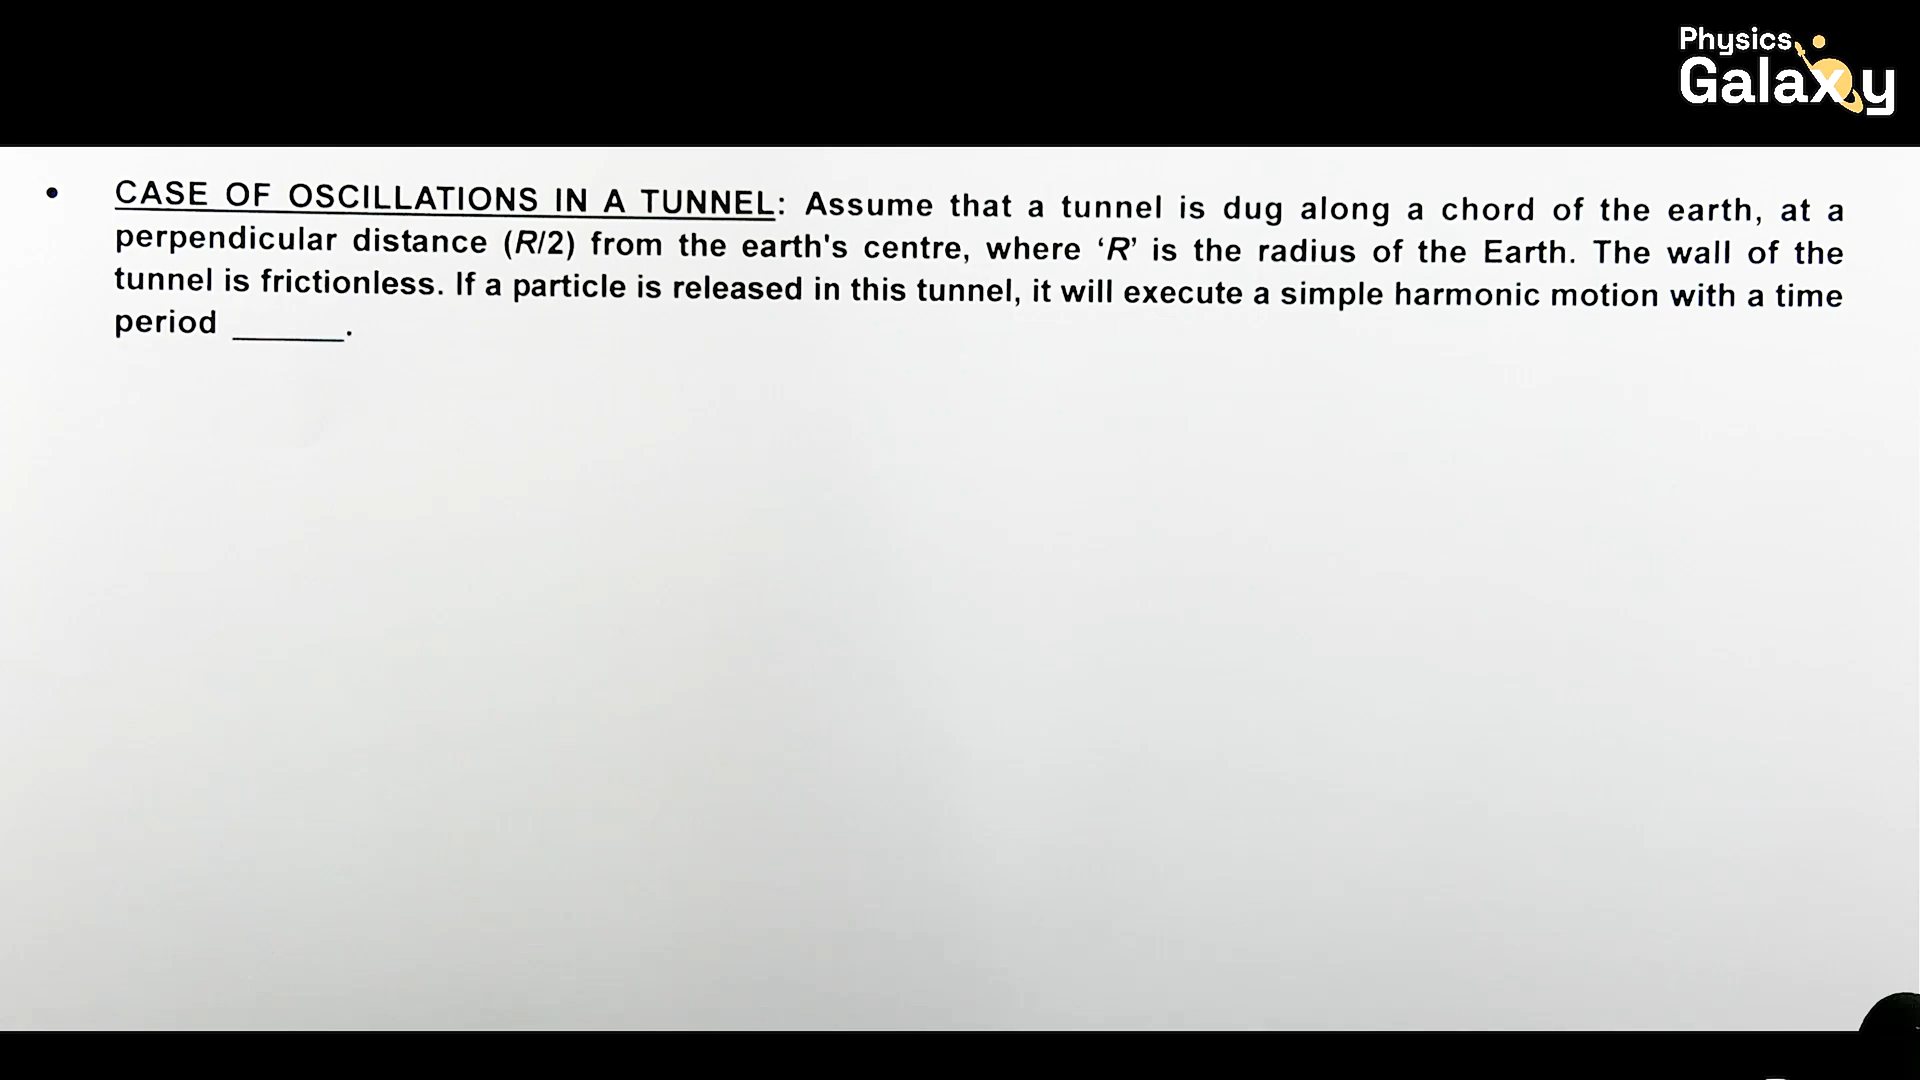 Physics
Galaxy
• CASE OF OSCILLATIONS IN A TUNNEL: Assume that a tunnel is dug along a chord of the earth, at a
perpendicular distance (R/2) from the earth's centre, where ‘R’ is the radius of the Earth. The wall of the
tunnel is frictionless. If a particle is released in this tunnel, it will execute a simple harmonic motion with a time
period ______.